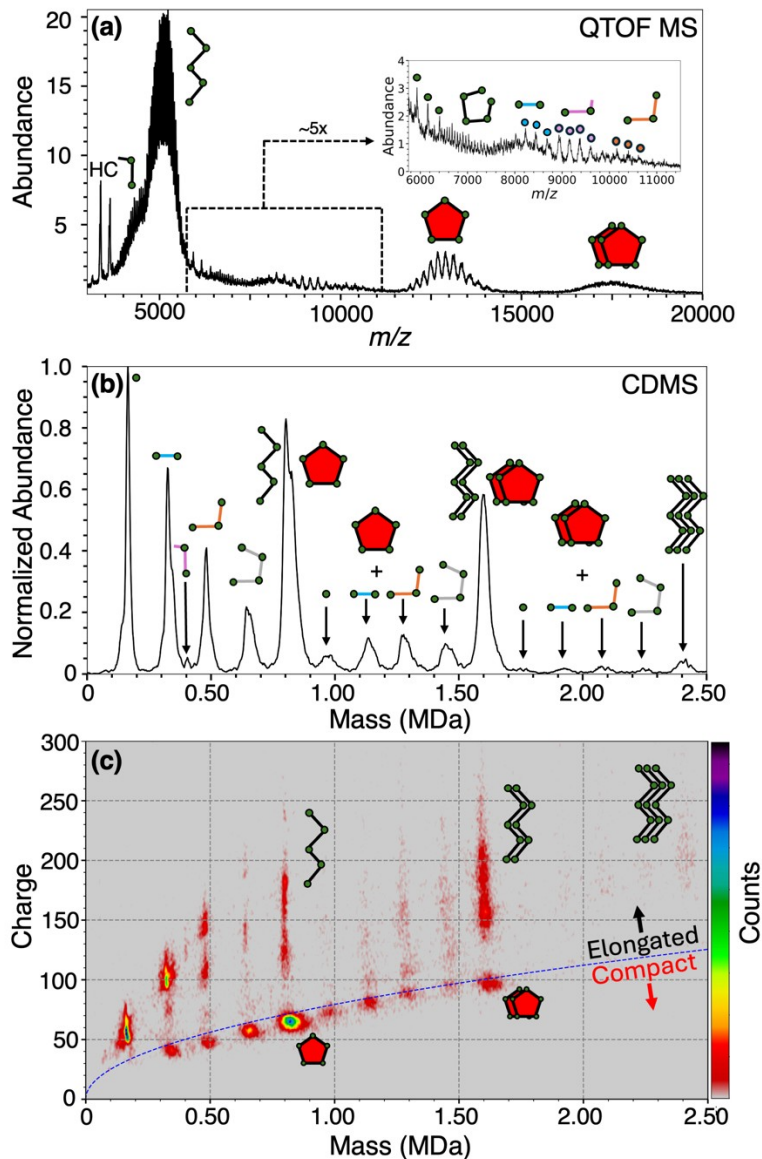 (a)
QTOF MS
20
15
10
5
Abundance
HC
~5x
4
3
2
1
0
Abundance
6000 7000 8000 9000 10000 11000
m/z
5000 10000 15000 20000
m/z
(b)
CDMS
1.0
0.8
0.6
0.4
0.2
0
Normalized Abundance
+
+
0 0.50 1.00 1.50 2.00 2.50
Mass (MDa)
(c)
300
250
200
150
100
50
0
Charge
Elongated
Compact
Counts
0 0.50 1.00 1.50 2.00 2.50
Mass (MDa)